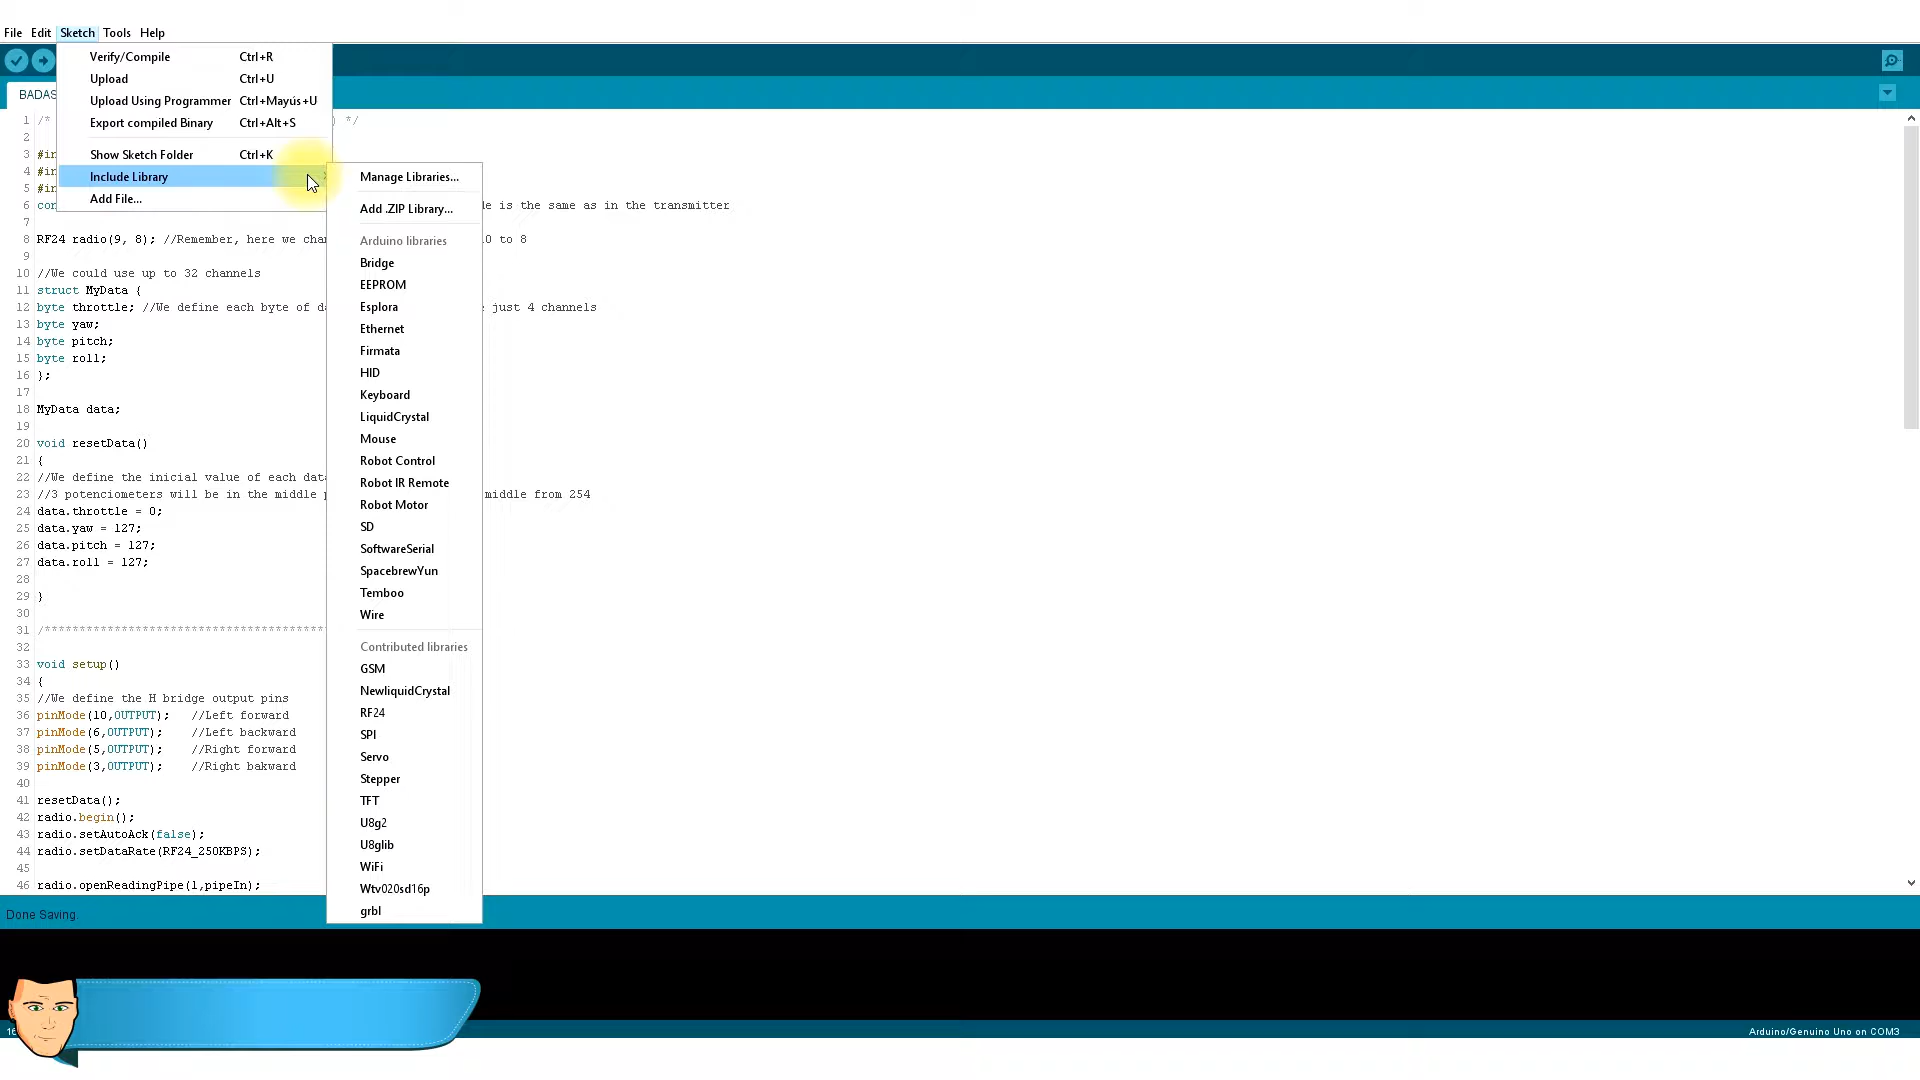 File Edit Sketch Tools Help
Verify/Compile Ctrl+R
Upload Ctrl+U
Upload Using Programmer Ctrl+Mayús+U
Export compiled Binary Ctrl+Alt+S
Show Sketch Folder Ctrl+K
Include Library
Add File...
Manage Libraries...
Add .ZIP Library...
Arduino libraries
Bridge
EEPROM
Esplora
Ethernet
Firmata
HID
Keyboard
LiquidCrystal
Mouse
Robot Control
Robot IR Remote
Robot Motor
SD
SoftwareSerial
SpacebrewYun
Temboo
Wire
Contributed libraries
GSM
NewliquidCrystal
RF24
SPI
Servo
Stepper
TFT
U8g2
U8glib
WiFi
Wtv020sd16p
grbl
BADAS
1 /* ) */
2
3 #in
4 #in
5 #in
6 con is the same as in the transmitter
7
8 RF24 radio(9, 8); //Remember, here we to 8
9
10 //We could use up to 32 channels
11 struct MyData {
12 byte throttle; //We define each byte of just 4 channels
13 byte yaw;
14 byte pitch;
15 byte roll;
16 };
17
18 MyData data;
19
20 void resetData()
21 {
22 //We define the inicial value of each
23 //3 potenciometers will be in the middle middle from 254
24 data.throttle = 0;
25 data.yaw = 127;
26 data.pitch = 127;
27 data.roll = 127;
28
29 }
30
31 /*****************************************
32
33 void setup()
34 {
35 //We define the H bridge output pins
36 pinMode(10,OUTPUT); //Left forward
37 pinMode(6,OUTPUT); //Left backward
38 pinMode(5,OUTPUT); //Right forward
39 pinMode(3,OUTPUT); //Right bakward
40
41 resetData();
42 radio.begin();
43 radio.setAutoAck(false);
44 radio.setDataRate(RF24_250KBPS);
45
46 radio.openReadingPipe(1,pipeIn);
Done Saving.
Arduino/Genuino Uno on COM3